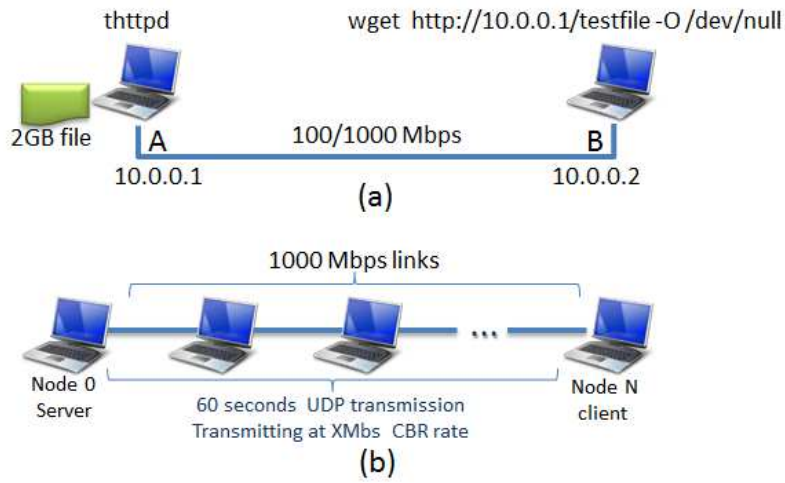 thttpd
wget http://10.0.0.1/testfile -O /dev/null
2GB file
A
100/1000 Mbps
B
10.0.0.1
10.0.0.2
(a)
1000 Mbps links
...
Node 0
Server
60 seconds UDP transmission
Transmitting at XMbs CBR rate
Node N
client
(b)